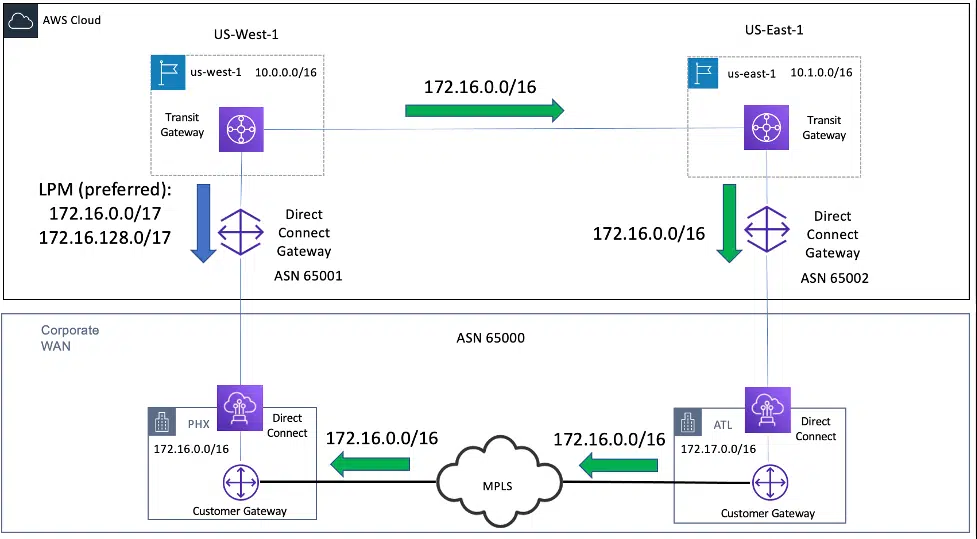 AWS Cloud
US-West-1
US-East-1
us-west-1 10.0.0.0/16
us-east-1 10.1.0.0/16
172.16.0.0/16
Transit
Gateway
Transit
Gateway
LPM (preferred):
172.16.0.0/17
172.16.128.0/17
Direct
Connect
Gateway
ASN 65001
172.16.0.0/16
Direct
Connect
Gateway
ASN 65002
Corporate
WAN
ASN 65000
PHX
Direct
Connect
172.16.0.0/16
172.16.0.0/16
172.16.0.0/16
ATL
Direct
Connect
172.17.0.0/16
MPLS
Customer Gateway
Customer Gateway